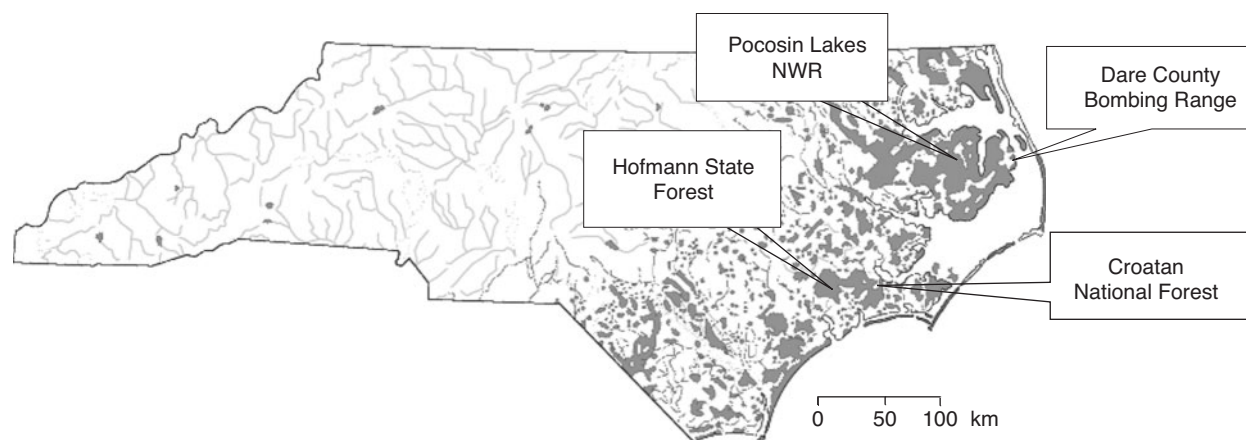 Pocosin Lakes
NWR
Dare County
Bombing Range
Hofmann State
Forest
Croatan
National Forest
0 50 100 km